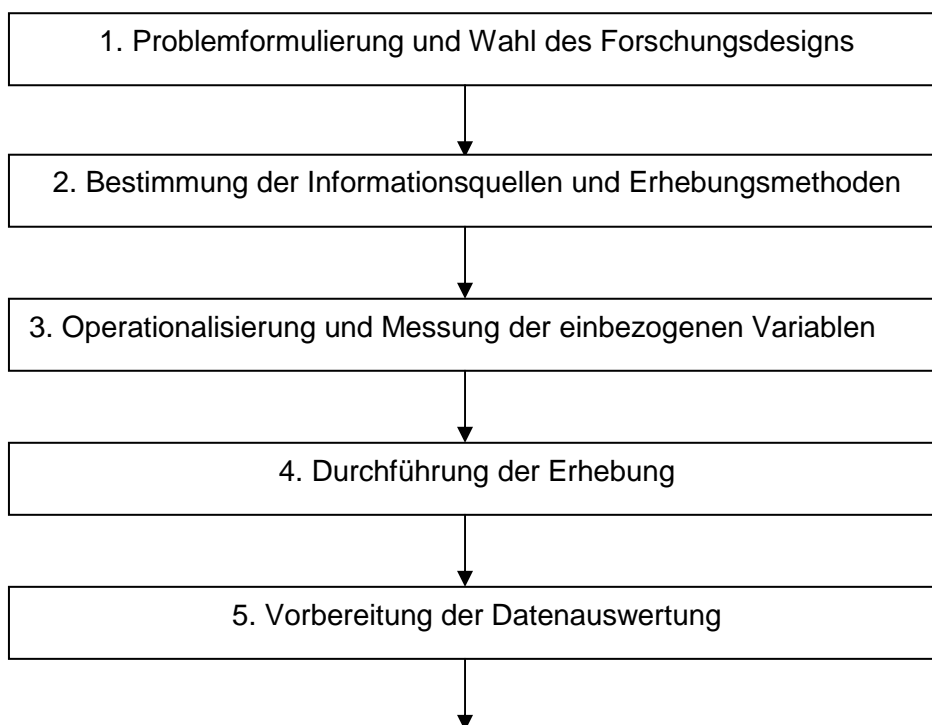 1. Problemformulierung und Wahl des Forschungsdesigns
2. Bestimmung der Informationsquellen und Erhebungsmethoden
3. Operationalisierung und Messung der einbezogenen Variablen
4. Durchführung der Erhebung
5. Vorbereitung der Datenauswertung